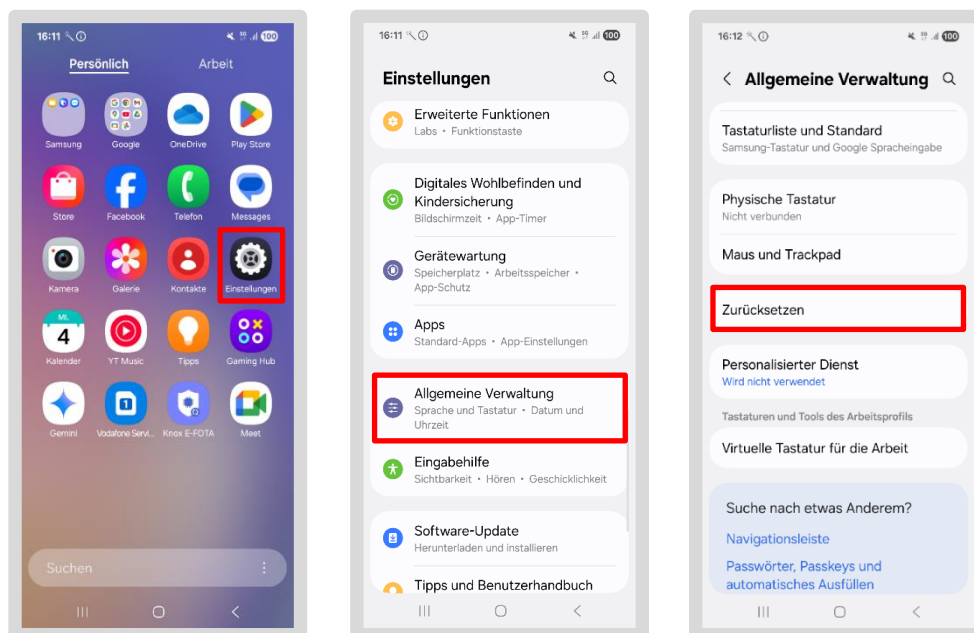 16:11
100
Persönlich
Arbeit
Samsung
Google
OneDrive
Play Store
Store
Facebook
Telefon
Messages
Kamera
Galerie
Kontakte
Einstellungen
MI.
4
Kalender
YT Music
Tipps
Gaming Hub
1
Gemini
Vodafone Servi...
Knox E-FOTA
Meet
Suchen
16:11
100
Einstellungen
Erweiterte Funktionen
Labs • Funktionstaste
Digitales Wohlbefinden und
Kindersicherung
Bildschirmzeit • App-Timer
Gerätewartung
Speicherplatz • Arbeitsspeicher •
App-Schutz
Apps
Standard-Apps • App-Einstellungen
Allgemeine Verwaltung
Sprache und Tastatur • Datum und
Uhrzeit
Eingabehilfe
Sichtbarkeit • Hören • Geschicklichkeit
Software-Update
Herunterladen und installieren
Tipps und Benutzerhandbuch
16:12
100
Allgemeine Verwaltung
Tastaturliste und Standard
Samsung-Tastatur und Google Spracheingabe
Physische Tastatur
Nicht verbunden
Maus und Trackpad
Zurücksetzen
Personalisierter Dienst
Wird nicht verwendet
Tastaturen und Tools des Arbeitsprofils
Virtuelle Tastatur für die Arbeit
Suche nach etwas Anderem?
Navigationsleiste
Passwörter, Passkeys und
automatisches Ausfüllen